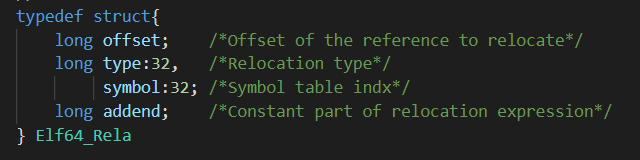 typedef struct{
    long offset;    /*Offset of the reference to relocate*/
    long type:32,   /*Relocation type*/
         symbol:32; /*Symbol table indx*/
    long addend;    /*Constant part of relocation expression*/
} Elf64_Rela